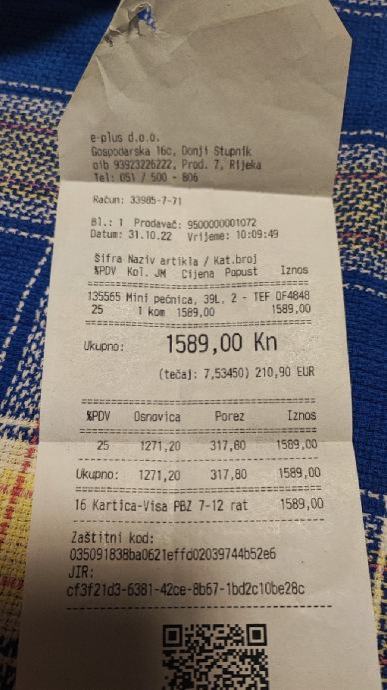 e-plus d.o.o.
Gospodarska 16c, Donji Stupnik
oib 93923226222, Prod. 7, Rijeka
Tel: 051 / 500 - 806
Račun: 33985-7-71
Bl.: 1 Prodavač: 9500000001072
Datum: 31.10.22 Vrijeme: 10:09:49
Šifra Naziv artikla / Kat.broj
%PDV Kol. JM Cijena Popust Iznos
135565 Mini pećnica, 39L, 2 - TEF OF4848
25 1 kom 1589,00 1589,00
Ukupno: 1589,00 Kn
(tečaj: 7,53450) 210,90 EUR
%PDV Osnovica Porez Iznos
25 1271,20 317,80 1589,00
Ukupno: 1271,20 317,80 1589,00
16 Kartica-Visa PBZ 7-12 rat 1589,00
Zaštitni kod:
035091838ba0621effd02039744b52e6
JIR:
cf3f21d3-6381-42ce-8b67-1bd2c10be28c